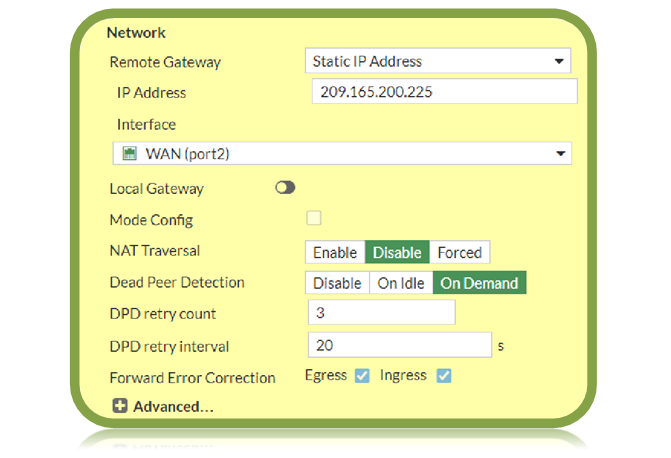 Network
Remote Gateway Static IP Address
IP Address 209.165.200.225
Interface
WAN (port2)
Local Gateway
Mode Config
NAT Traversal Enable Disable Forced
Dead Peer Detection Disable On Idle On Demand
DPD retry count 3
DPD retry interval 20 s
Forward Error Correction Egress Ingress
Advanced...